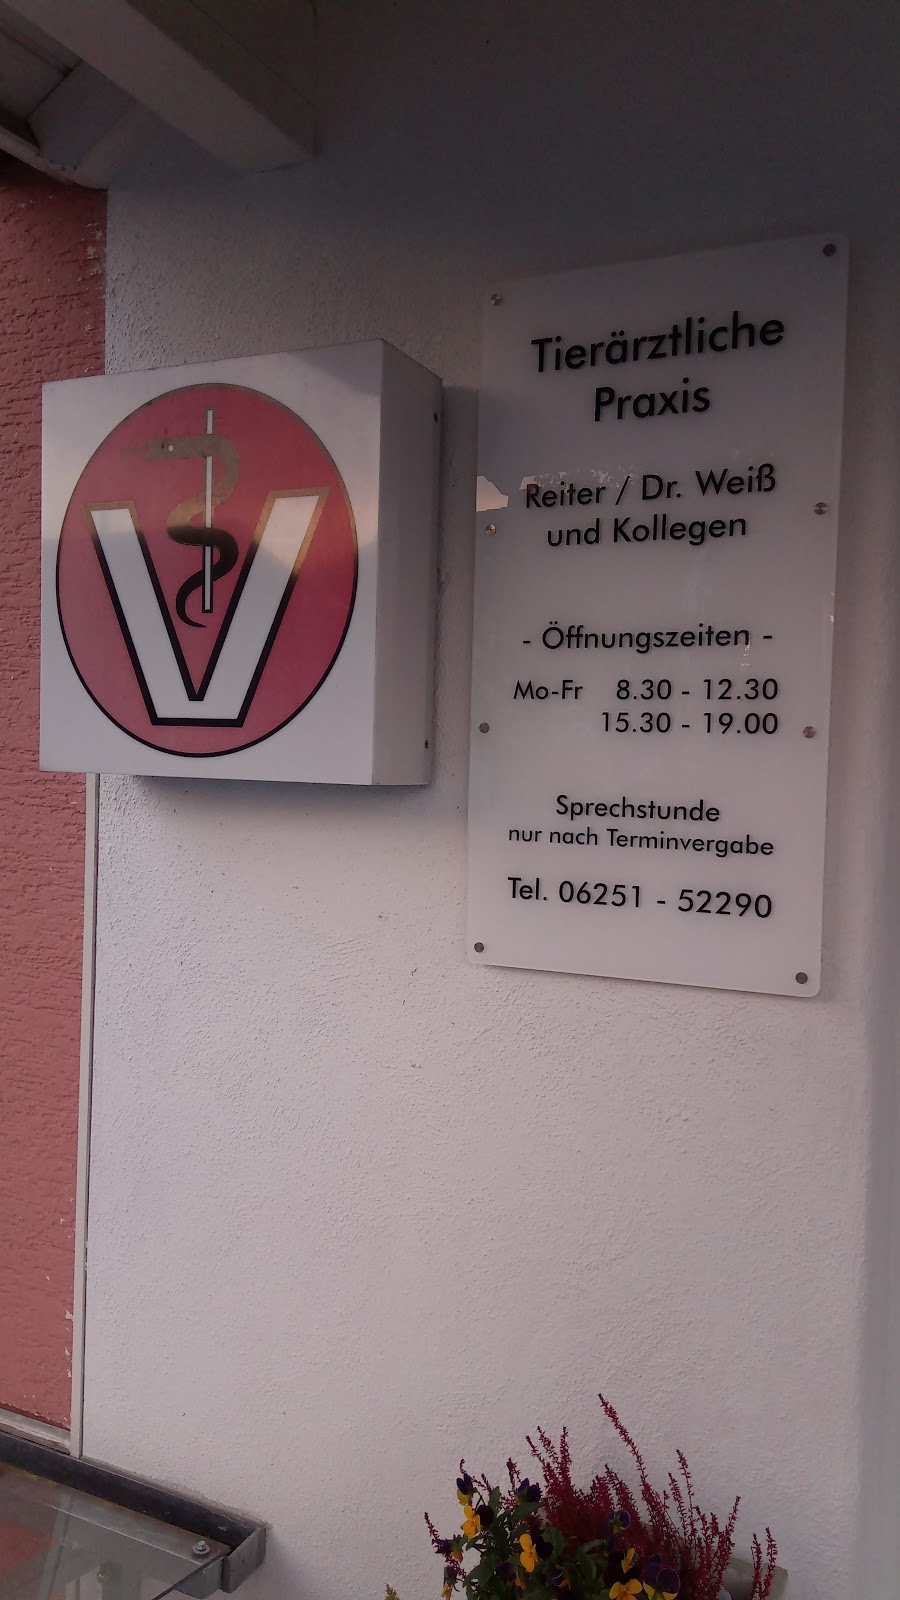 V
Tierärztliche
Praxis
Reiter / Dr. Weiß
und Kollegen
- Öffnungszeiten -
Mo-Fr 8.30 - 12.30
15.30 - 19.00
Sprechstunde
nur nach Terminvergabe
Tel. 06251 - 52290